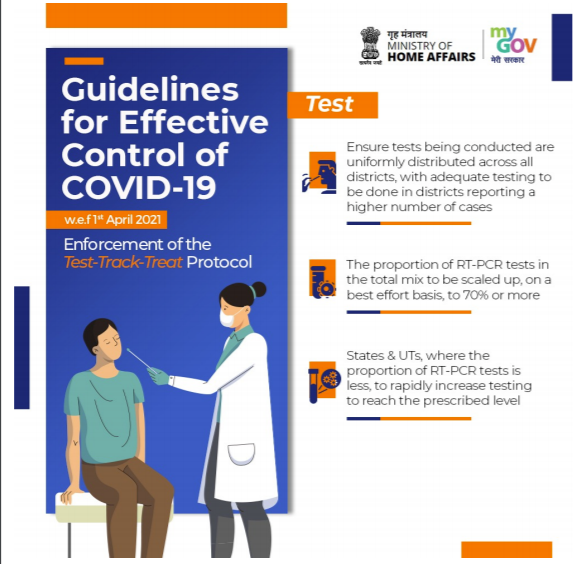 गृह मंत्रालय
MINISTRY OF
HOME AFFAIRS
सत्यमेव जयते
my
GOV
मेरी सरकार
Guidelines
for Effective
Control of
COVID-19
w.e.f 1st April 2021
Enforcement of the
Test-Track-Treat Protocol
Test
Ensure tests being conducted are
uniformly distributed across all
districts, with adequate testing to
be done in districts reporting a
higher number of cases
The proportion of RT-PCR tests in
the total mix to be scaled up, on a
best effort basis, to 70% or more
States & UTs, where the
proportion of RT-PCR tests is
less, to rapidly increase testing
to reach the prescribed level